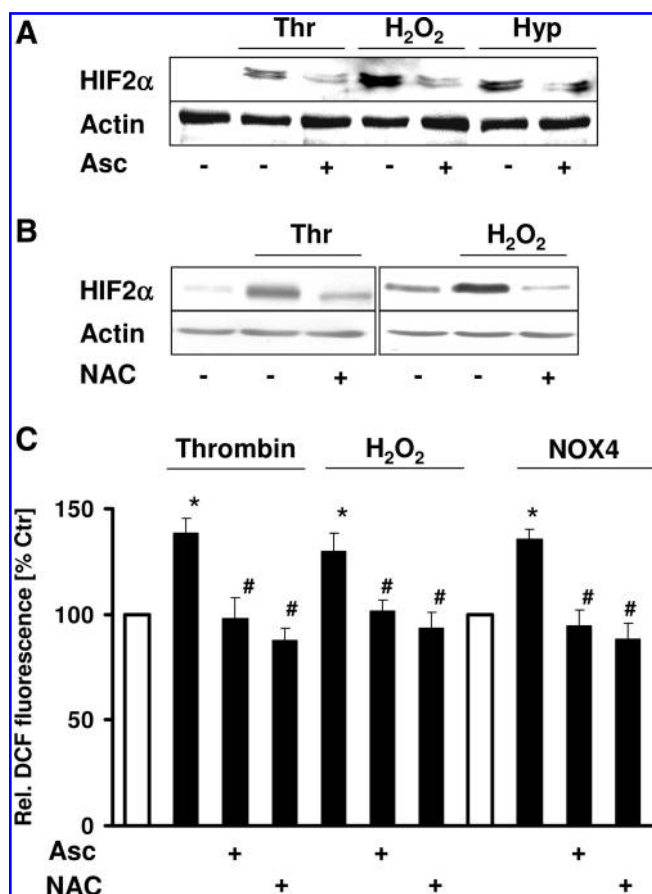 A
Thr H₂O₂ Hyp
HIF2α
Actin
Asc - - + - + - +
B
Thr H₂O₂
HIF2α
Actin
NAC - - + - - +
C
Thrombin H₂O₂ NOX4
Rel. DCF fluorescence [% Ctr]
150
100
50
0
* # # * # # * # #
Asc + + +
NAC + + +